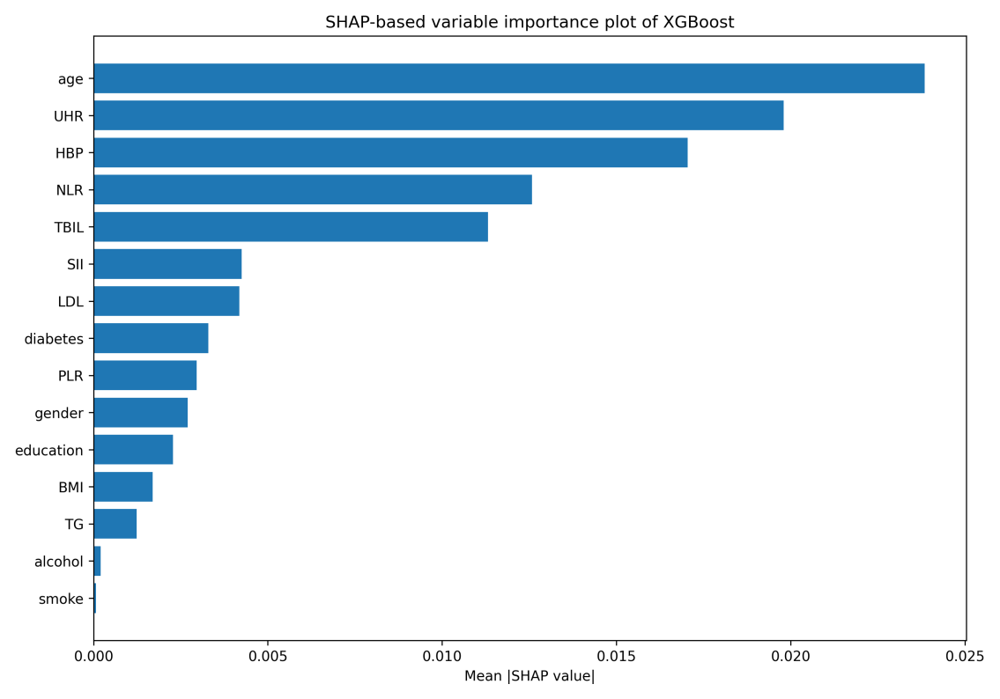 SHAP-based variable importance plot of XGBoost
age
UHR
HBP
NLR
TBIL
SII
LDL
diabetes
PLR
gender
education
BMI
TG
alcohol
smoke
0.000 0.005 0.010 0.015 0.020 0.025
Mean |SHAP value|